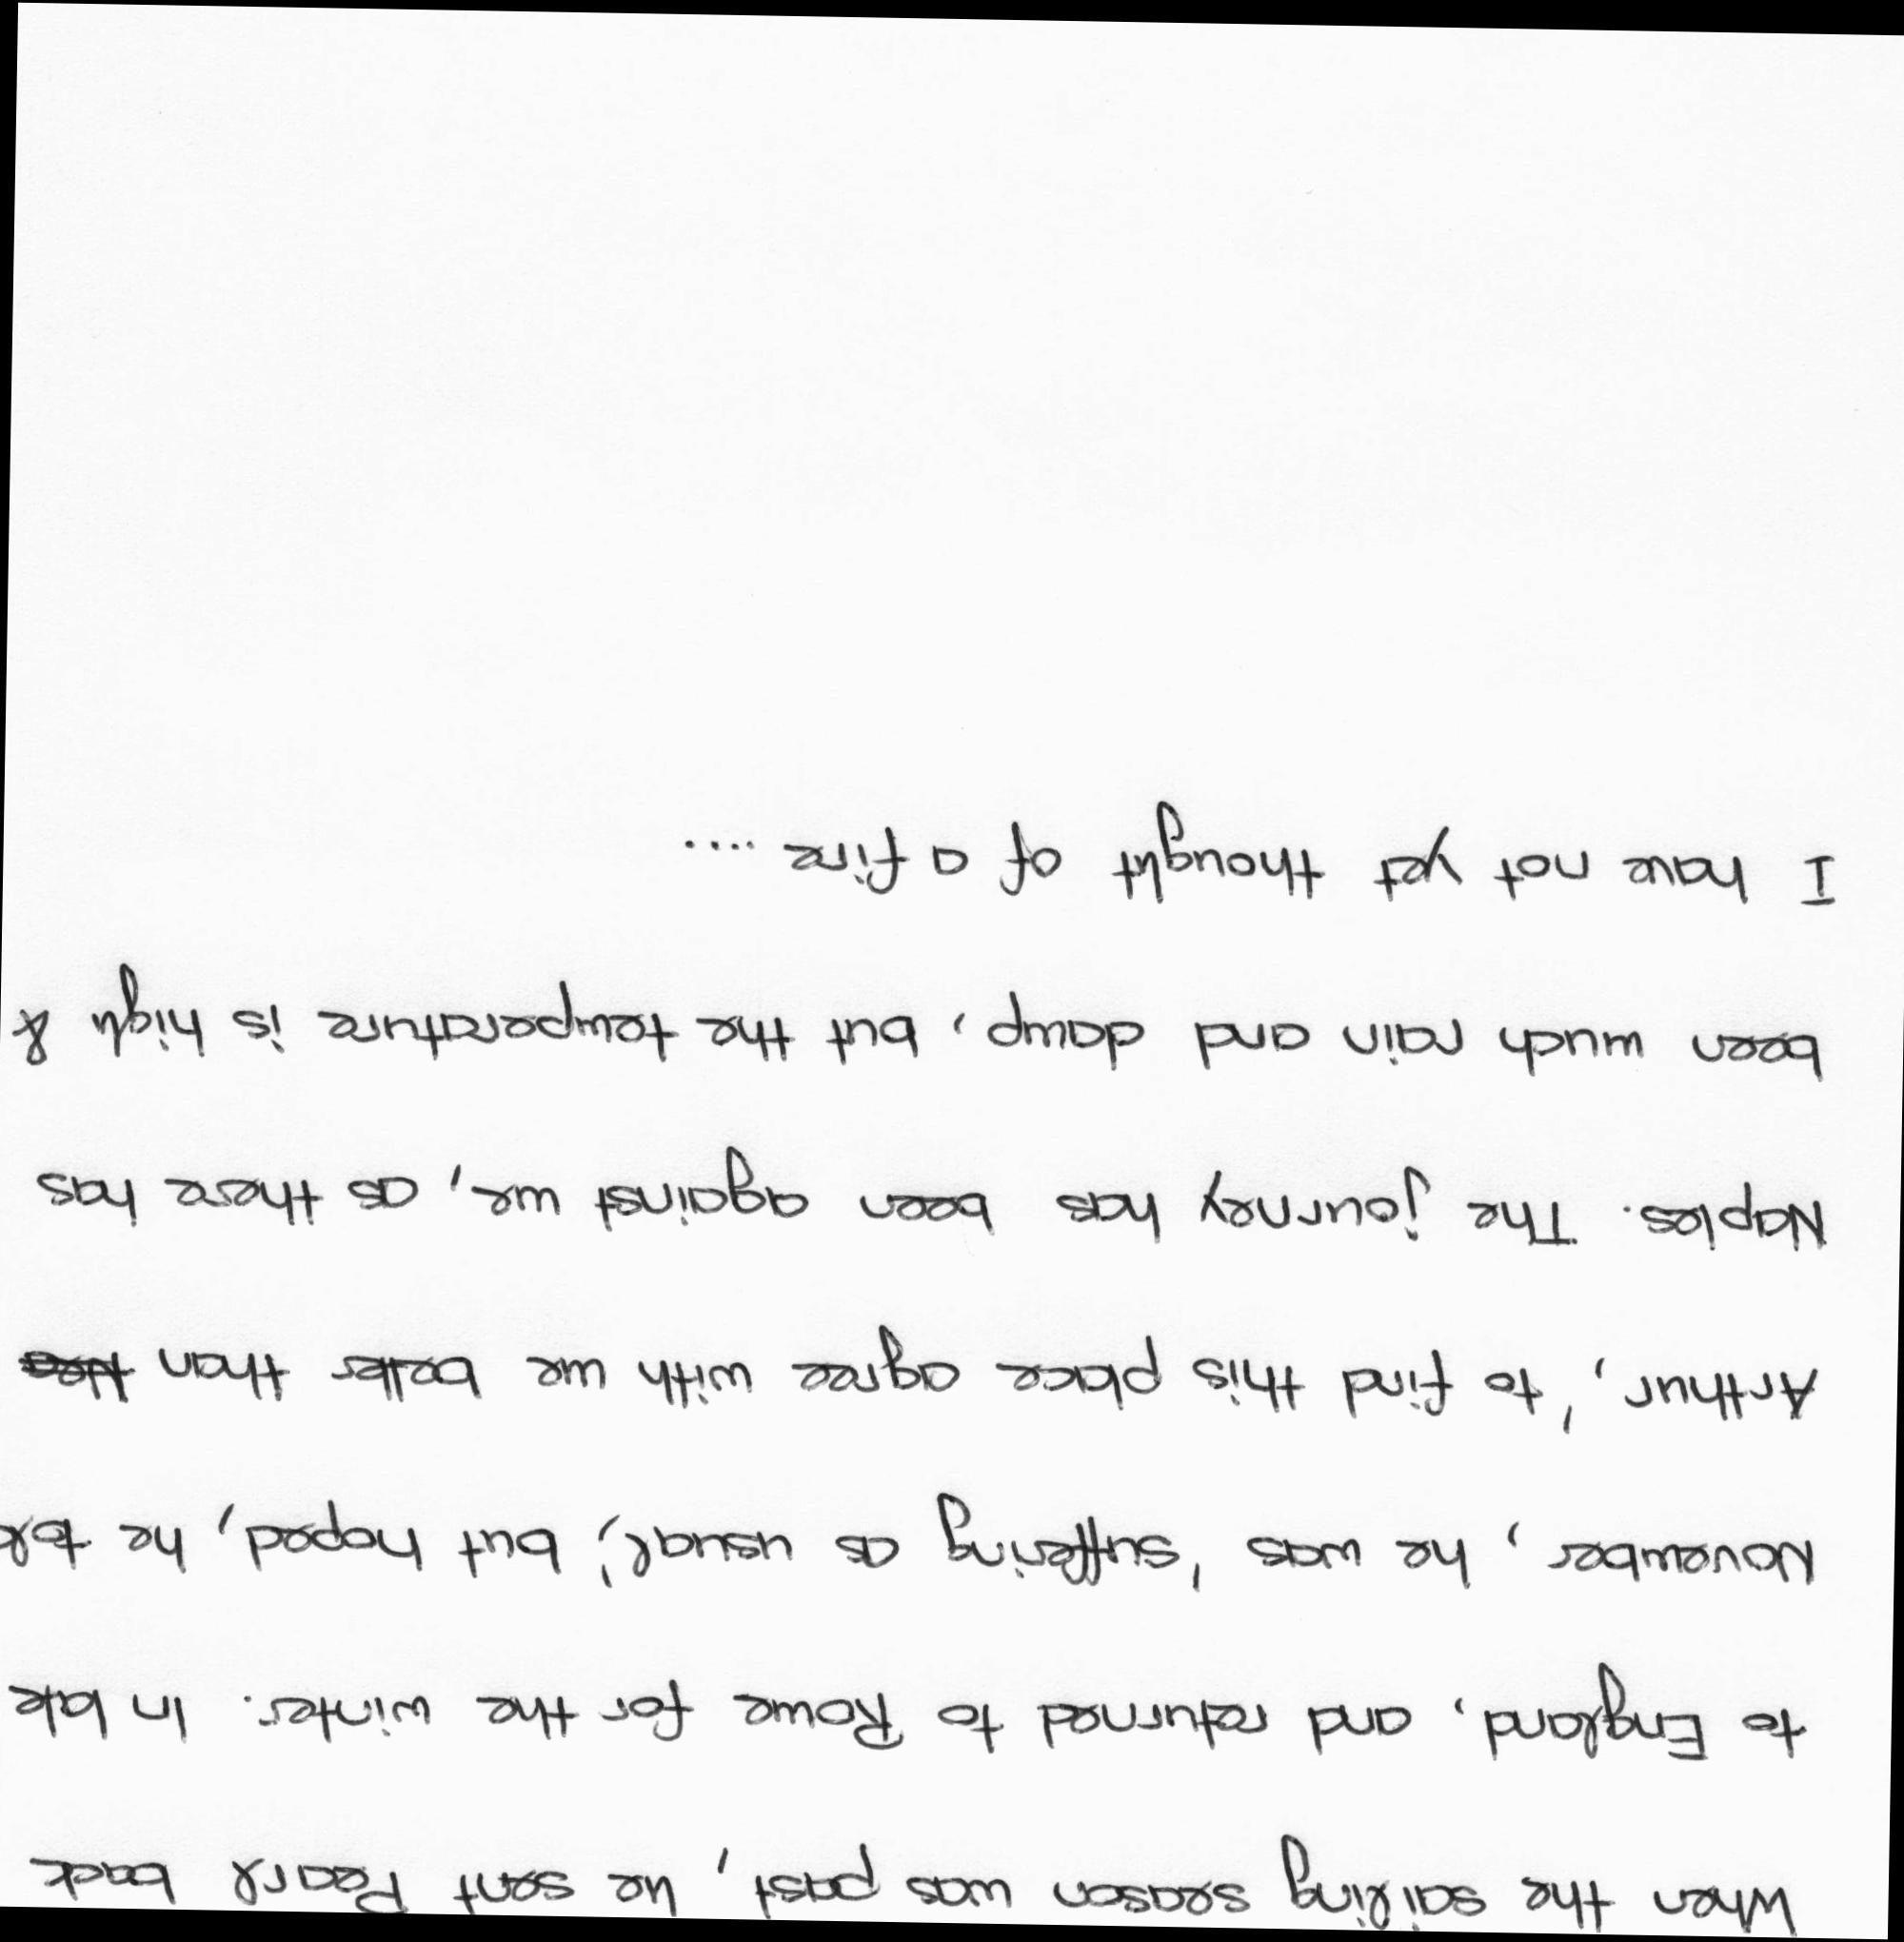 When the sailing season was past, he sent Pearl back
to England, and returned to Rome for the winter. In late
November, he was 'suffering as usual', but hoped, he told
Arthur, 'to find this place agree with me better than
Naples. The journey has been against me, as there has
been much rain and damp, but the temperature is high &
I have not yet thought of a fire ....